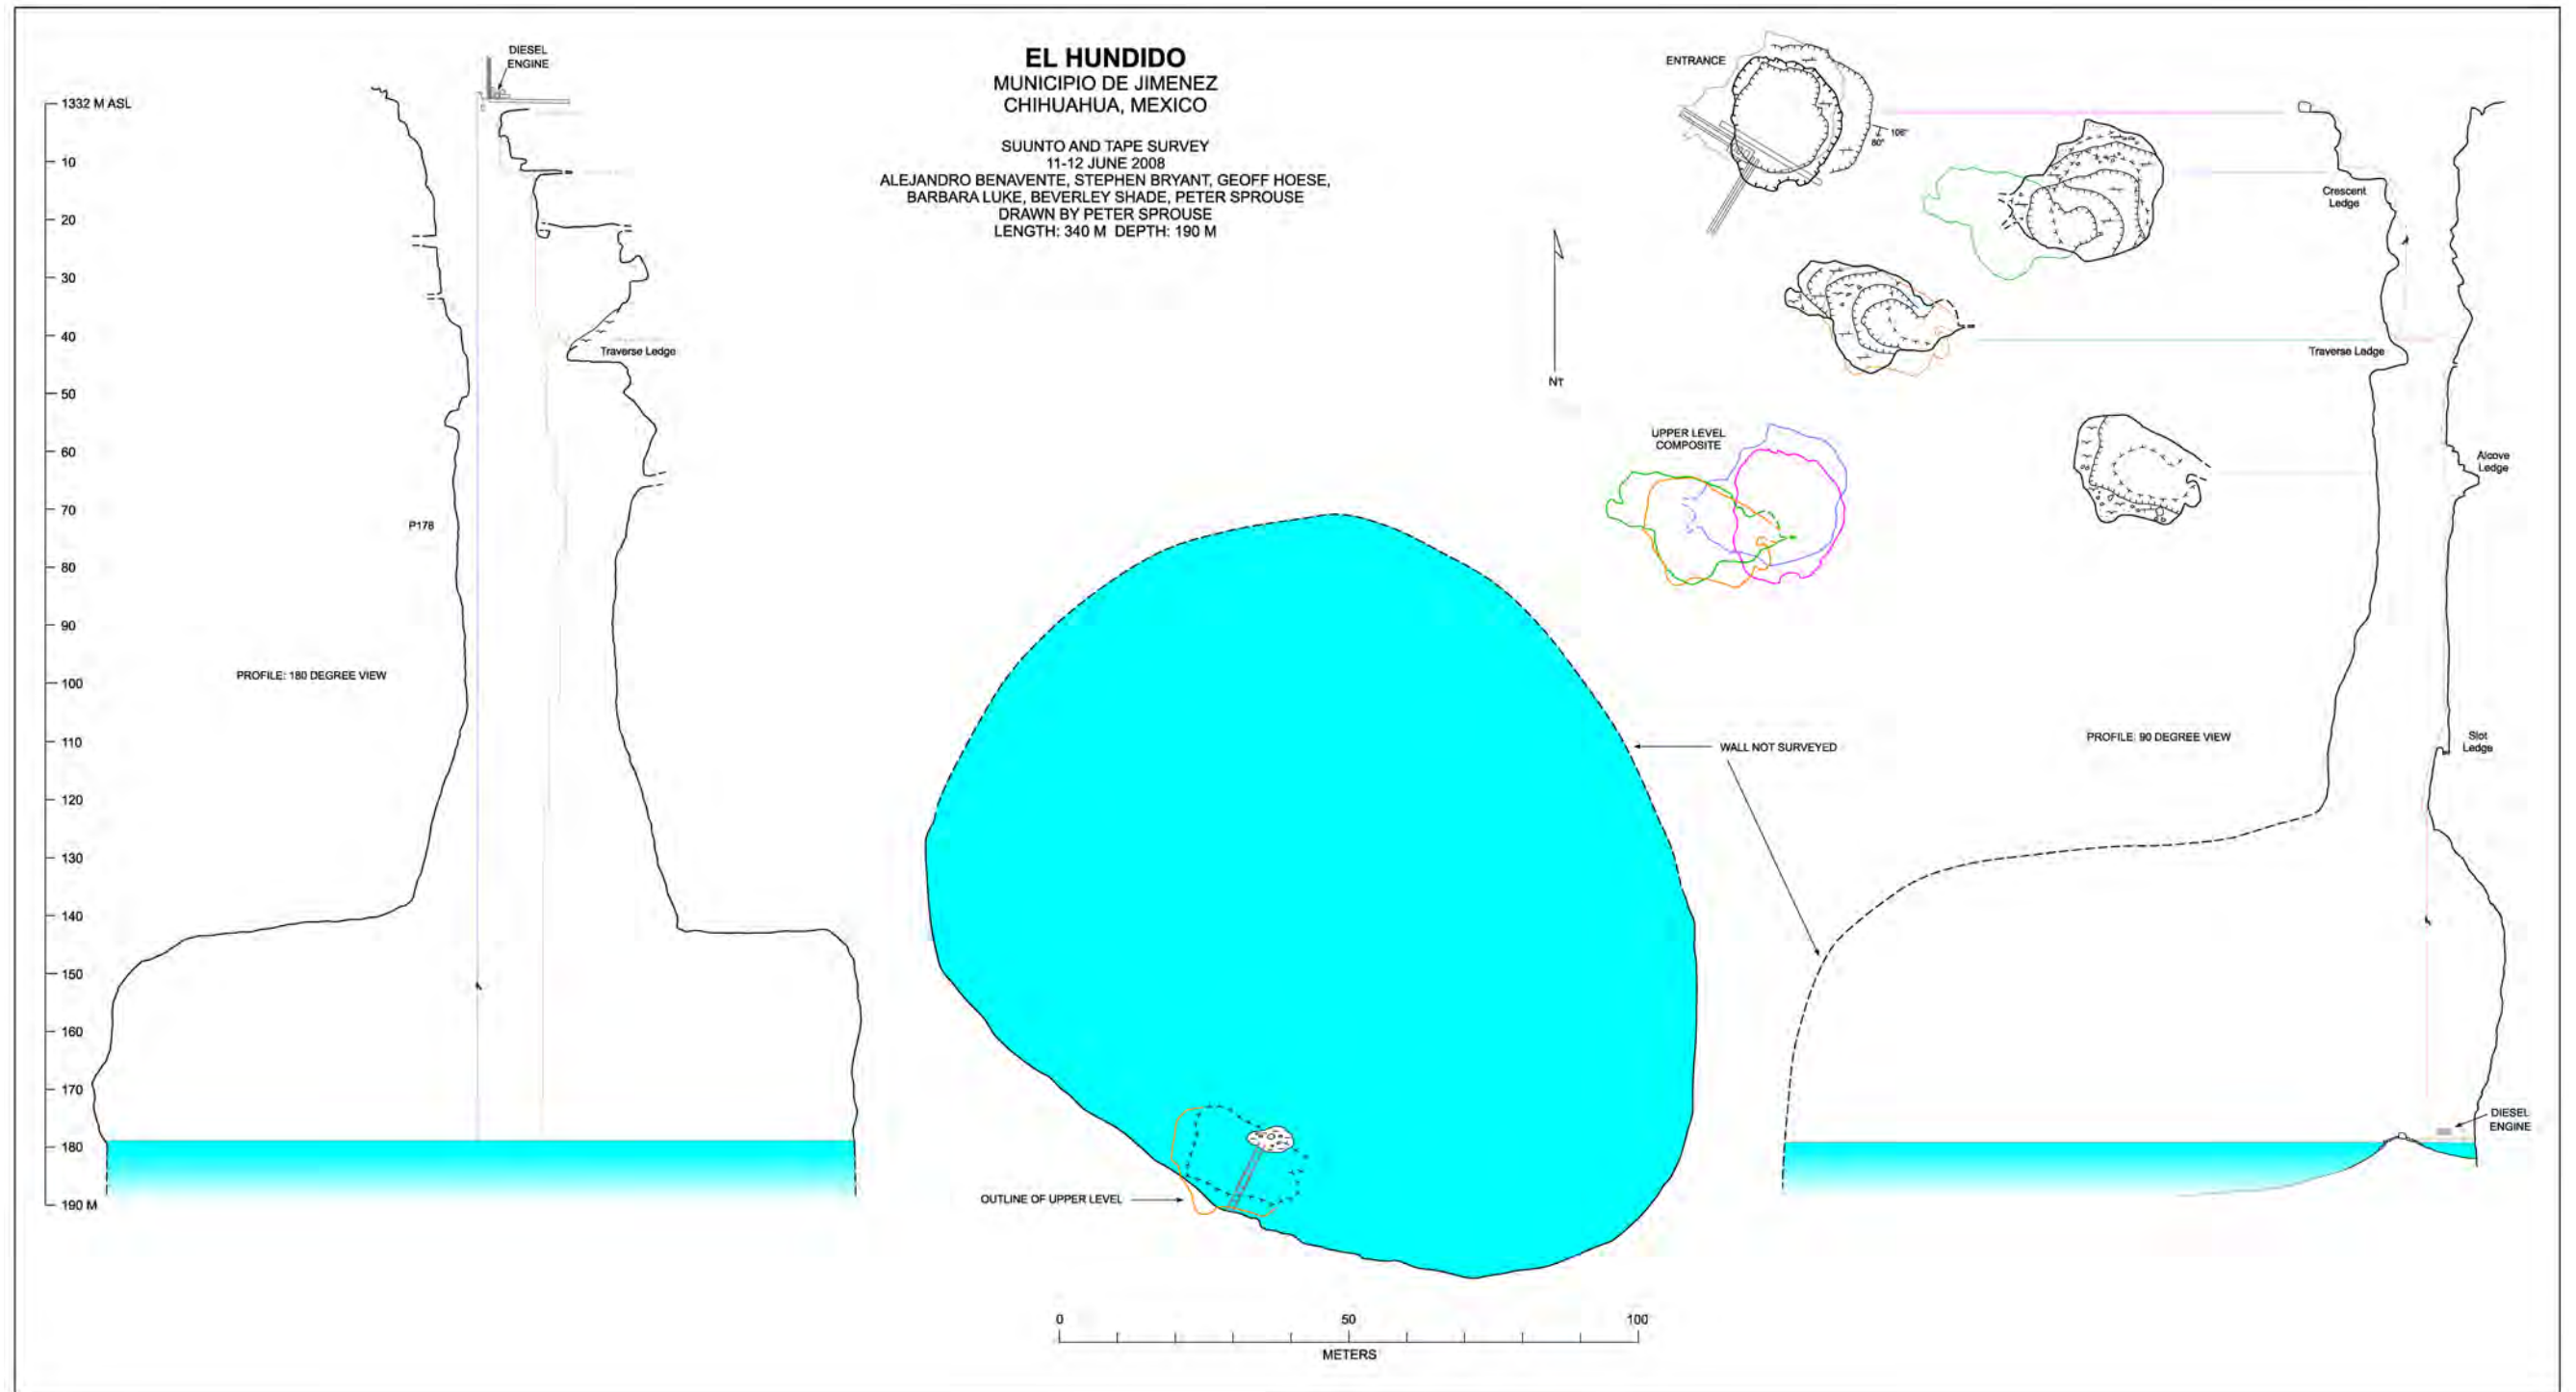 EL HUNDIDO
MUNICIPIO DE JIMENEZ
CHIHUAHUA, MEXICO
SUUNTO AND TAPE SURVEY
11-12 JUNE 2008
ALEJANDRO BENAVENTE, STEPHEN BRYANT, GEOFF HOESE,
BARBARA LUKE, BEVERLEY SHADE, PETER SPROUSE
DRAWN BY PETER SPROUSE
LENGTH: 340 M DEPTH: 190 M
DIESEL
ENGINE
1332 M ASL
10
20
30
40
50
60
70
80
90
100
110
120
130
140
150
160
170
180
190 M
Traverse Ledge
P178
PROFILE: 180 DEGREE VIEW
OUTLINE OF UPPER LEVEL
0
50
100
METERS
NT
ENTRANCE
106°
80°
UPPER LEVEL
COMPOSITE
WALL NOT SURVEYED
Crescent
Ledge
Traverse Ledge
Alcove
Ledge
PROFILE: 90 DEGREE VIEW
Slot
Ledge
DIESEL
ENGINE